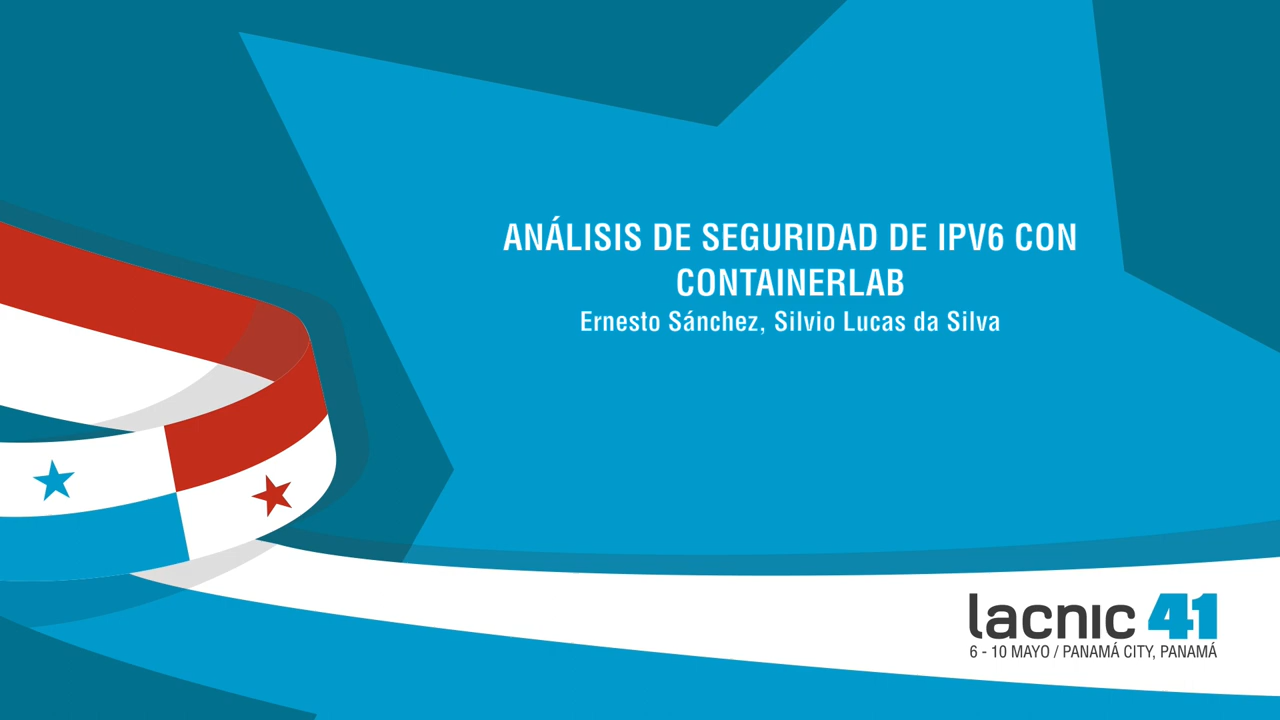 ANÁLISIS DE SEGURIDAD DE IPV6 CON
CONTAINERLAB
Ernesto Sánchez, Silvio Lucas da Silva
lacnic 41
6 - 10 MAYO / PANAMÁ CITY, PANAMÁ